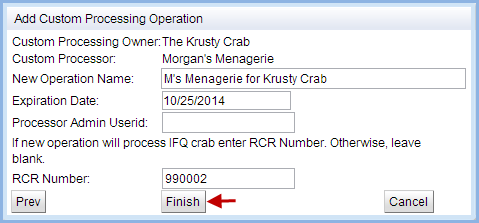 Add Custom Processing Operation
Custom Processing Owner:The Krusty Crab
Custom Processor: Morgan's Menagerie
New Operation Name: M's Menagerie for Krusty Crab
Expiration Date: 10/25/2014
Processor Admin Userid:
If new operation will process IFQ crab enter RCR Number. Otherwise, leave
blank.
RCR Number: 990002
Prev Finish Cancel